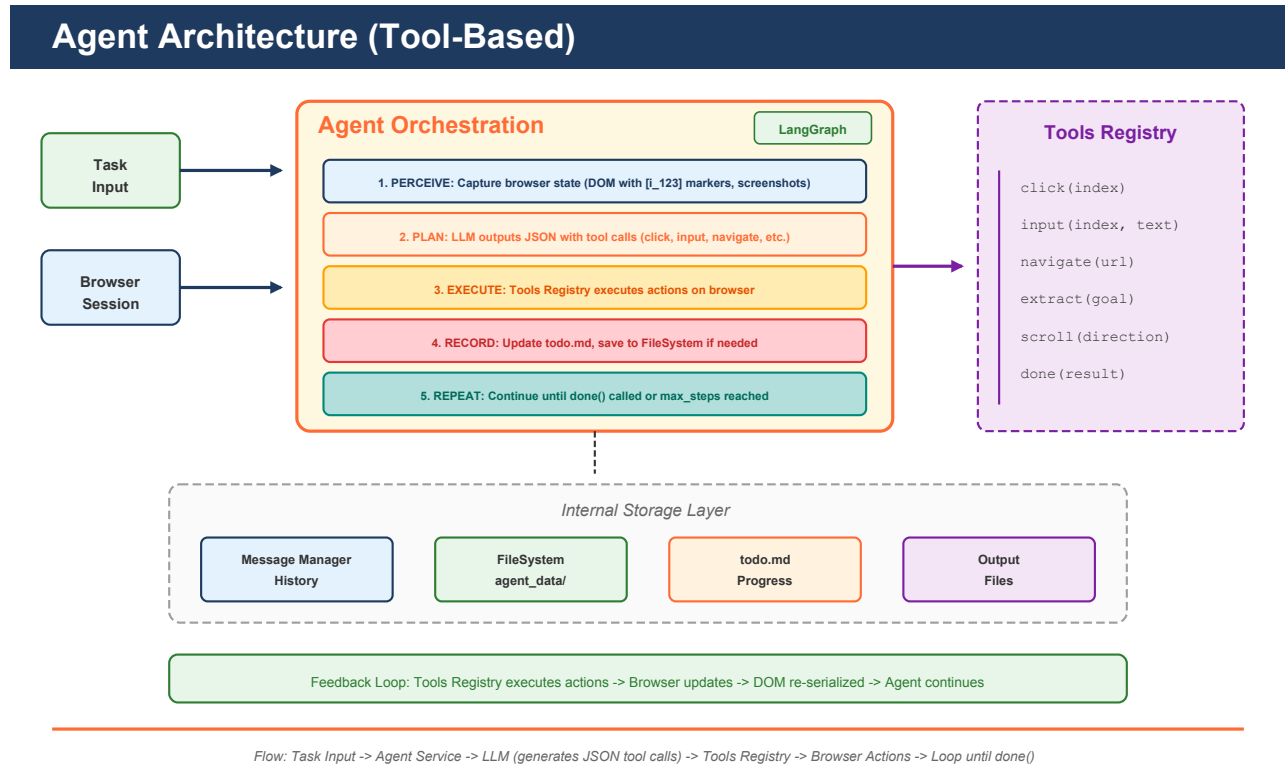 Agent Architecture (Tool-Based)
Task
Input
Browser
Session
Agent Orchestration
LangGraph
1. PERCEIVE: Capture browser state (DOM with [i_123] markers, screenshots)
2. PLAN: LLM outputs JSON with tool calls (click, input, navigate, etc.)
3. EXECUTE: Tools Registry executes actions on browser
4. RECORD: Update todo.md, save to FileSystem if needed
5. REPEAT: Continue until done() called or max_steps reached
Tools Registry
click(index)
input(index, text)
navigate(url)
extract(goal)
scroll(direction)
done(result)
Internal Storage Layer
Message Manager
History
FileSystem
agent_data/
todo.md
Progress
Output
Files
Feedback Loop: Tools Registry executes actions -> Browser updates -> DOM re-serialized -> Agent continues
Flow: Task Input -> Agent Service -> LLM (generates JSON tool calls) -> Tools Registry -> Browser Actions -> Loop until done()